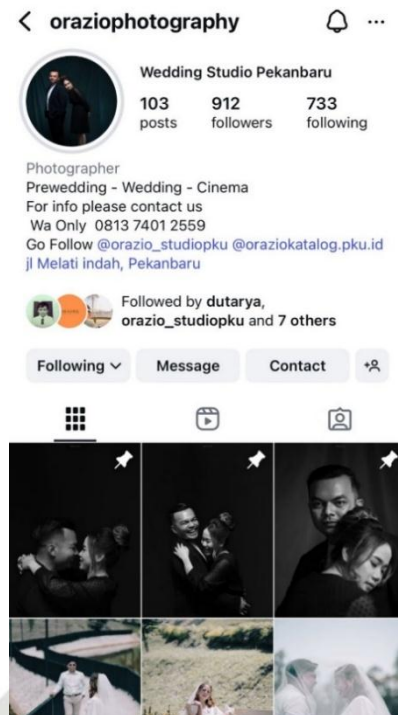 oraziophotography
Wedding Studio Pekanbaru
103 912 733
posts followers following
Photographer
Prewedding - Wedding - Cinema
For info please contact us
Wa Only 0813 7401 2559
Go Follow @orazio_studiopku @oraziokatalog.pku.id
jl Melati indah, Pekanbaru
Followed by dutarya,
orazio_studiopku and 7 others
Following Message Contact